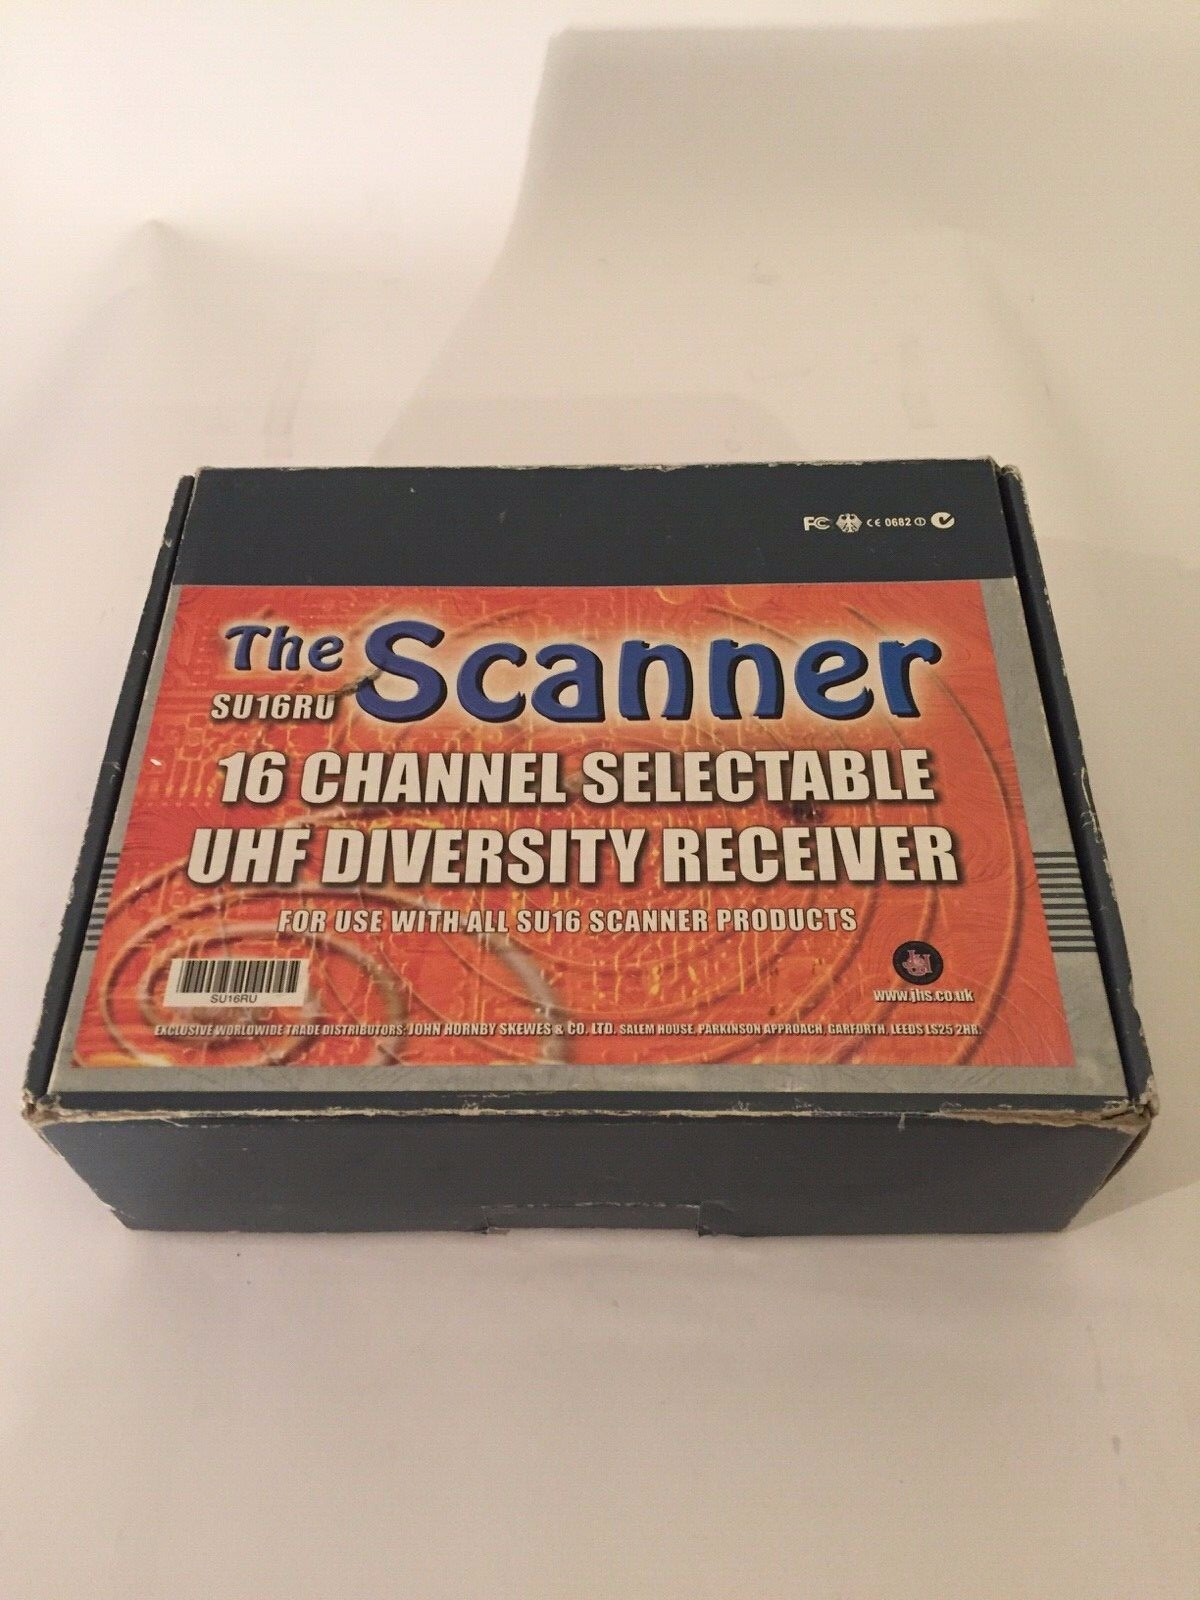 FC CE 0682
The Scanner
SU16RU
16 CHANNEL SELECTABLE
UHF DIVERSITY RECEIVER
FOR USE WITH ALL SU16 SCANNER PRODUCTS
SU16RU
www.jhs.co.uk
EXCLUSIVE WORLDWIDE TRADE DISTRIBUTORS: JOHN HORNBY SKEWES & CO. LTD. SALEM HOUSE, PARKINSON APPROACH, GARFORTH, LEEDS LS25 2HR.